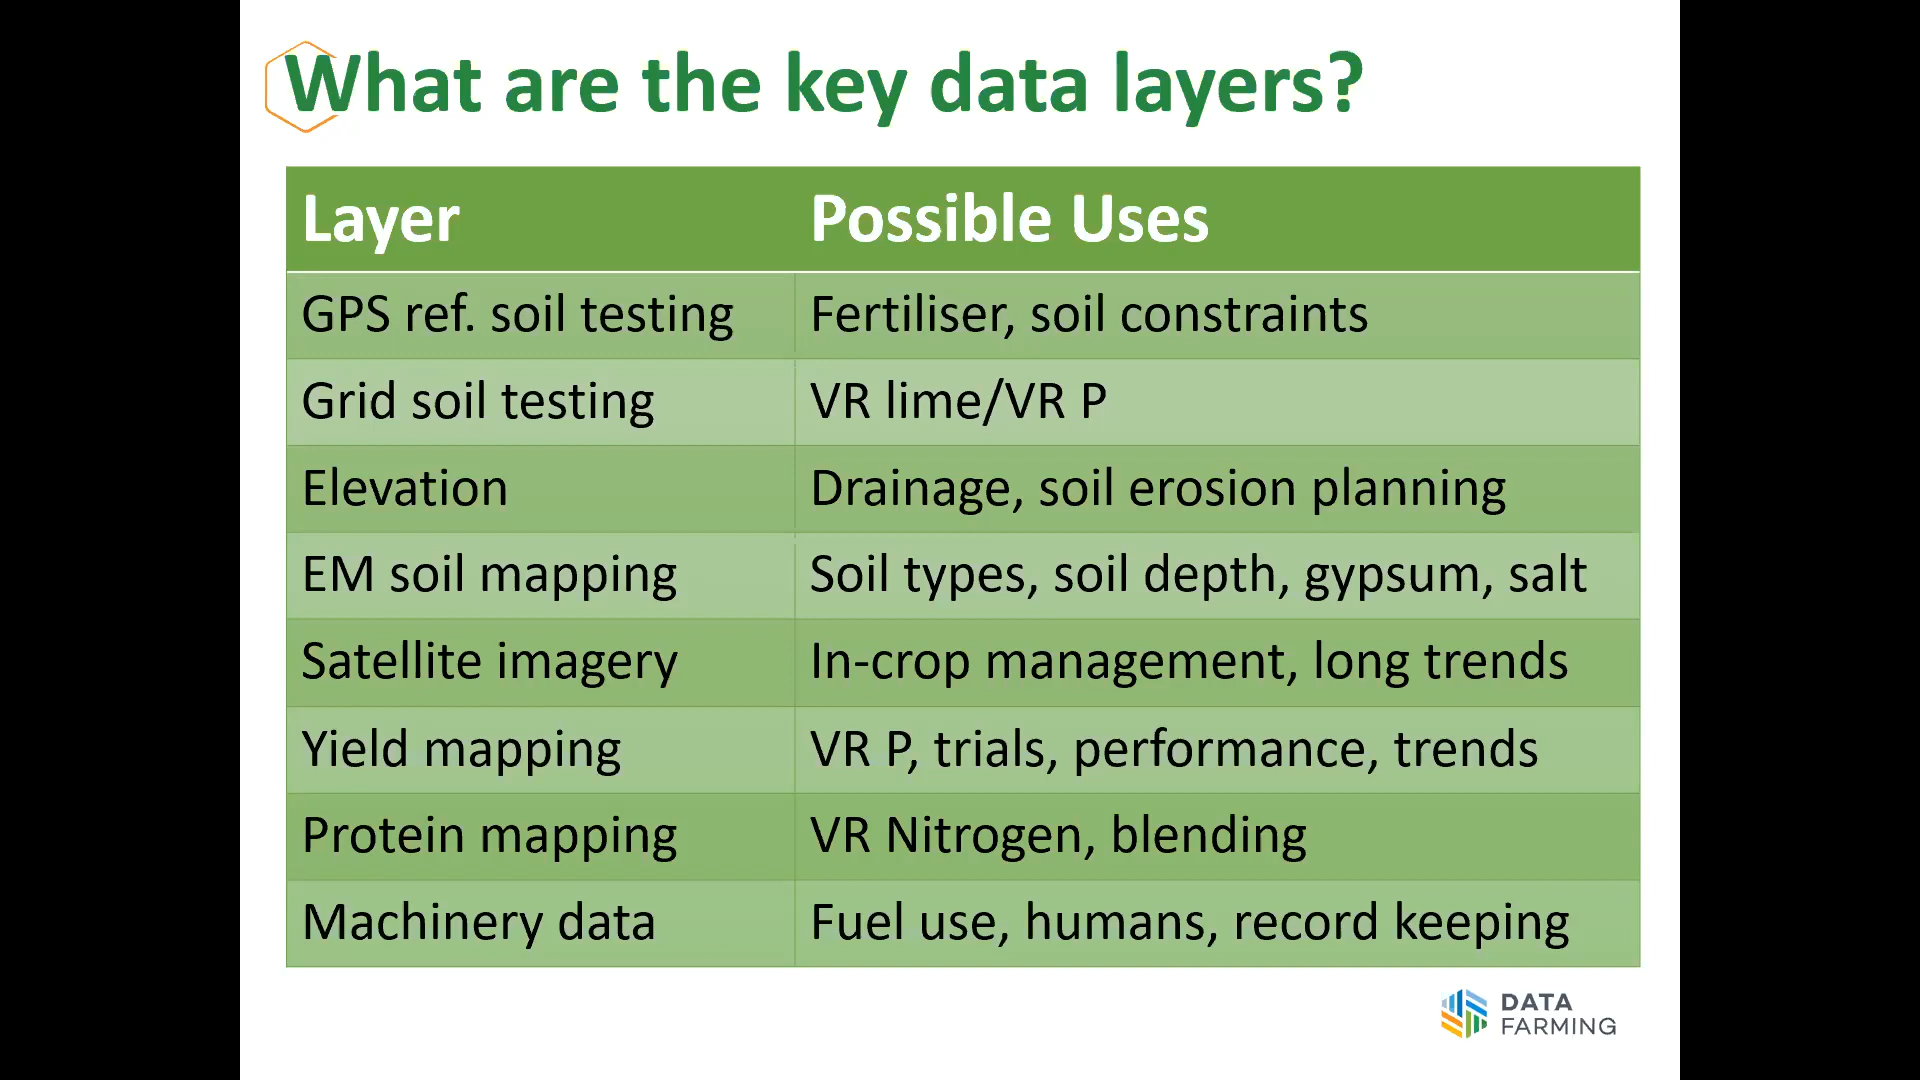 What are the key data layers?
Layer Possible Uses
GPS ref. soil testing Fertiliser, soil constraints
Grid soil testing VR lime/VR P
Elevation Drainage, soil erosion planning
EM soil mapping Soil types, soil depth, gypsum, salt
Satellite imagery In-crop management, long trends
Yield mapping VR P, trials, performance, trends
Protein mapping VR Nitrogen, blending
Machinery data Fuel use, humans, record keeping
DATA
FARMING